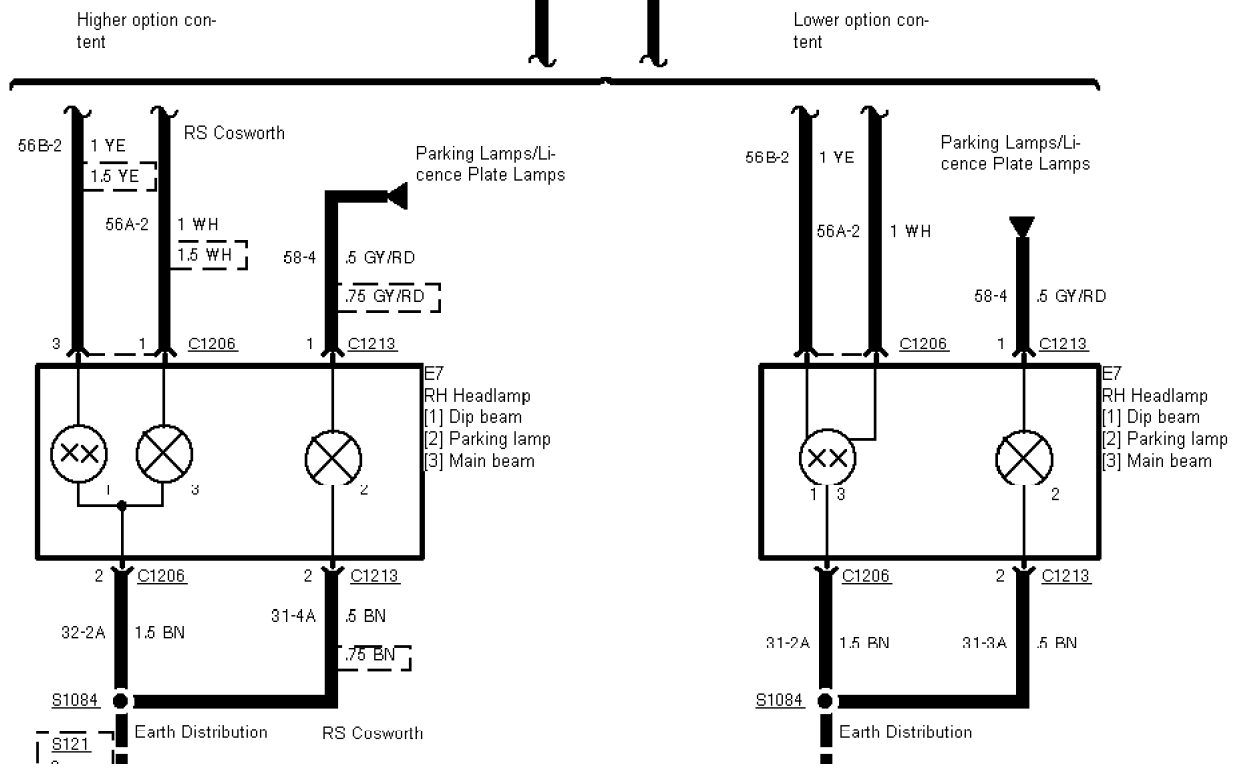 Higher option con-
tent
Lower option con-
tent
RS Cosworth
56B-2
1 YE
1.5 YE
56A-2
1 WH
1.5 WH
Parking Lamps/Li-
cence Plate Lamps
58-4
.5 GY/RD
.75 GY/RD
3
1
C1206
1
C1213
E7
RH Headlamp
[1] Dip beam
[2] Parking lamp
[3] Main beam
1
3
2
2
C1206
2
C1213
32-2A
1.5 BN
31-4A
.5 BN
.75 BN
S1084
Earth Distribution
RS Cosworth
S121
56B-2
1 YE
56A-2
1 WH
Parking Lamps/Li-
cence Plate Lamps
58-4
.5 GY/RD
C1206
1
C1213
E7
RH Headlamp
[1] Dip beam
[2] Parking lamp
[3] Main beam
1 3
2
C1206
2
C1213
31-2A
1.5 BN
31-3A
.5 BN
S1084
Earth Distribution